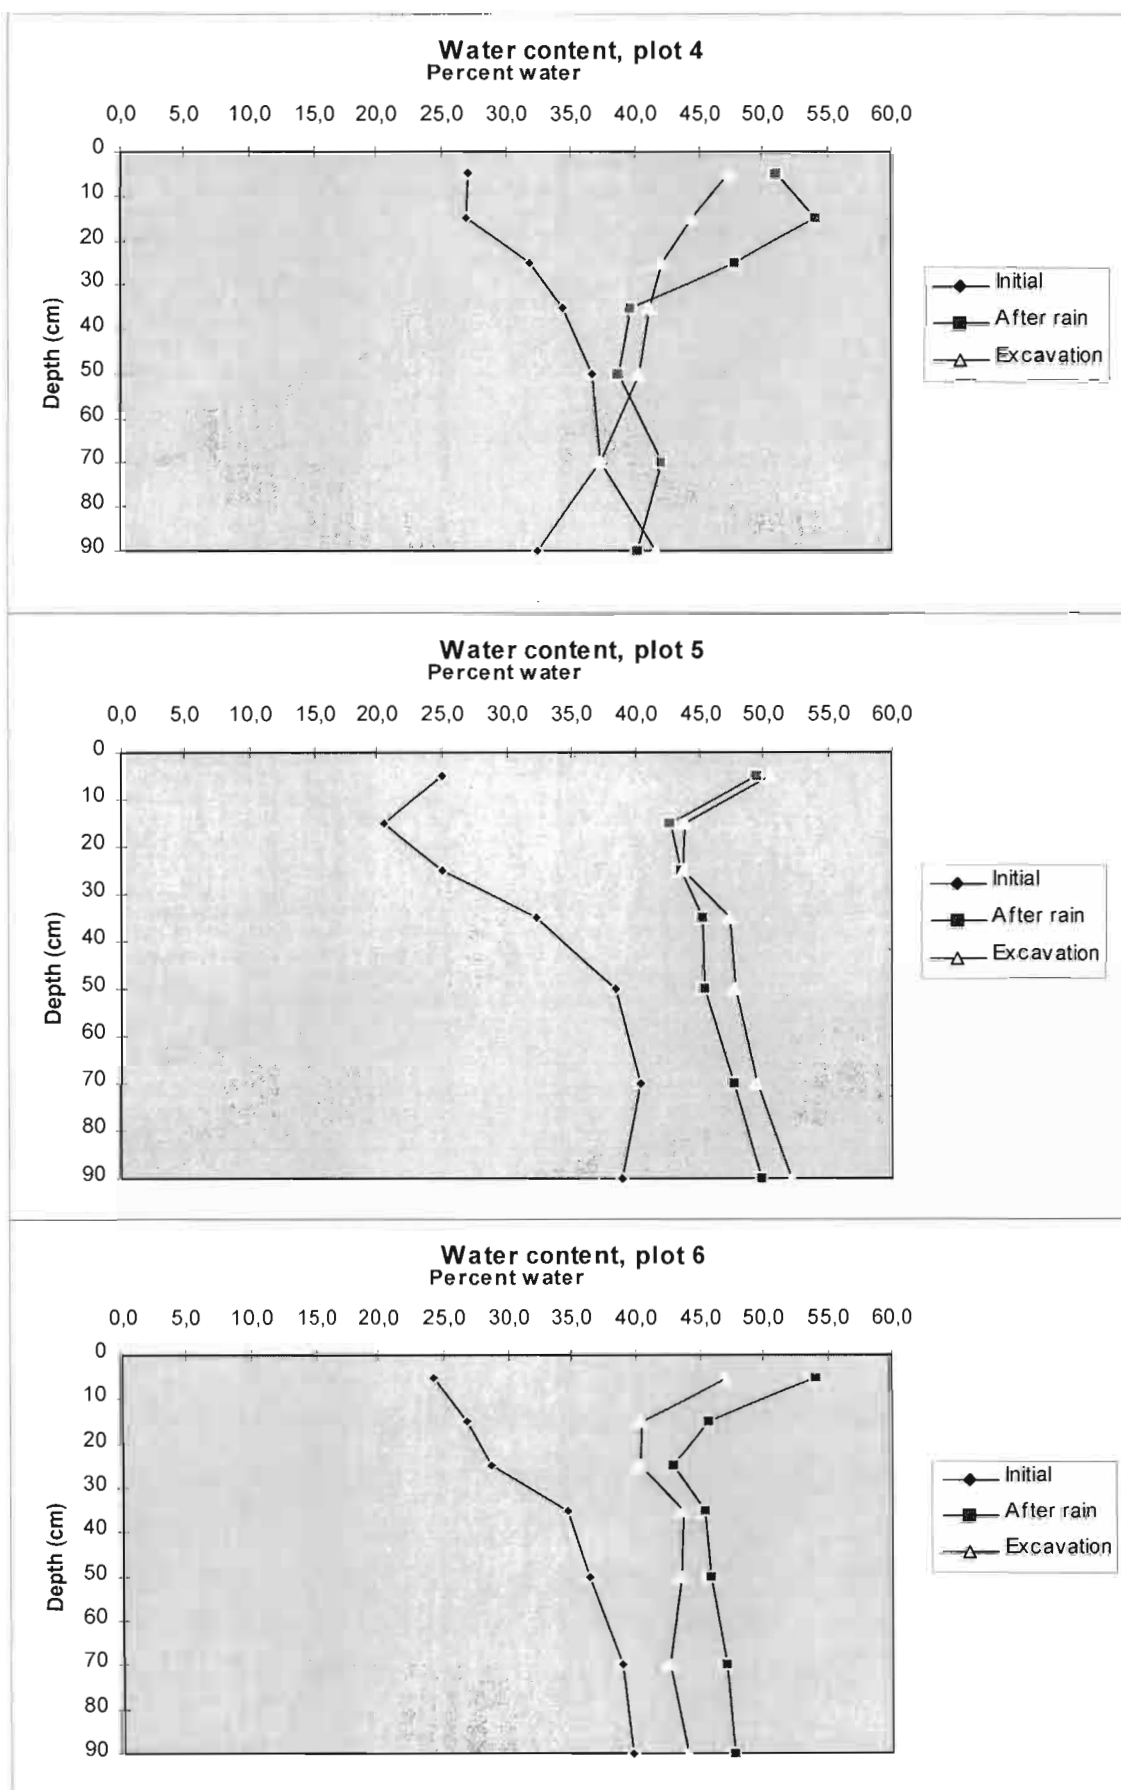 Water content, plot 4
Percent water
0,0 5,0 10,0 15,0 20,0 25,0 30,0 35,0 40,0 45,0 50,0 55,0 60,0
0
10
20
30
40
50
60
70
80
90
Depth (cm)
Initial
After rain
Excavation
Water content, plot 5
Percent water
0,0 5,0 10,0 15,0 20,0 25,0 30,0 35,0 40,0 45,0 50,0 55,0 60,0
0
10
20
30
40
50
60
70
80
90
Depth (cm)
Initial
After rain
Excavation
Water content, plot 6
Percent water
0,0 5,0 10,0 15,0 20,0 25,0 30,0 35,0 40,0 45,0 50,0 55,0 60,0
0
10
20
30
40
50
60
70
80
90
Depth (cm)
Initial
After rain
Excavation